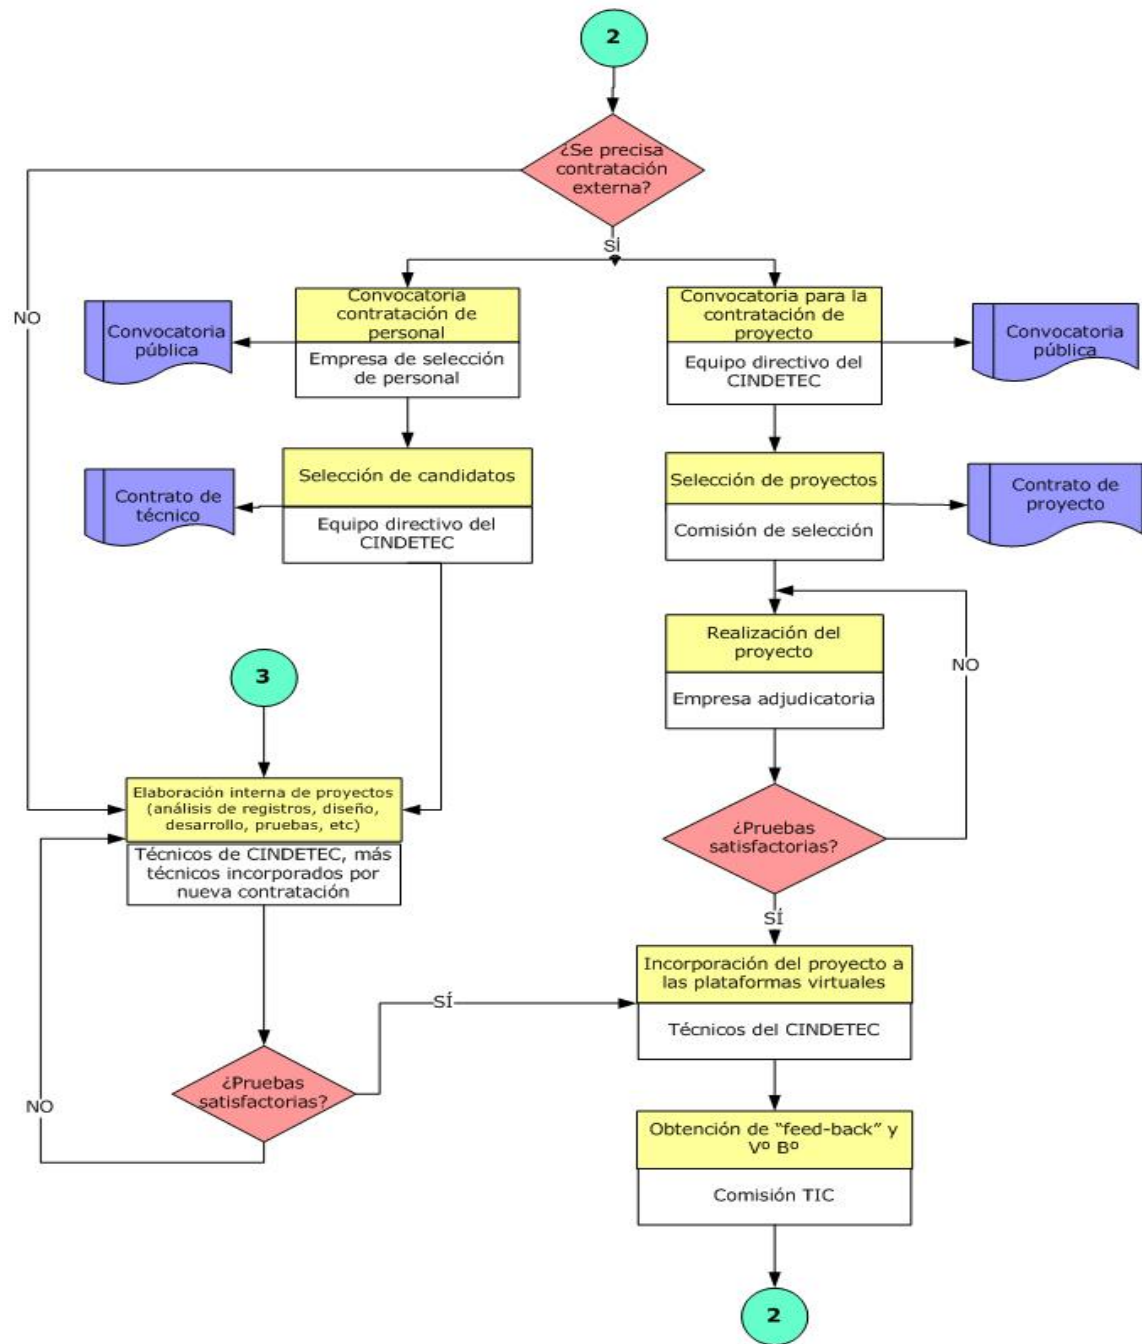 2
¿Se precisa
contratación
externa?
SÍ
NO
Convocatoria
contratación de
personal
Empresa de selección
de personal
Convocatoria
pública
Convocatoria para la
contratación de
proyecto
Equipo directivo del
CINDETEC
Convocatoria
pública
Selección de candidatos
Equipo directivo del
CINDETEC
Contrato de
técnico
Selección de proyectos
Comisión de selección
Contrato de
proyecto
Realización del
proyecto
Empresa adjudicatoria
NO
3
Elaboración interna de proyectos
(análisis de registros, diseño,
desarrollo, pruebas, etc)
Técnicos de CINDETEC, más
técnicos incorporados por
nueva contratación
¿Pruebas
satisfactorias?
SÍ
Incorporación del proyecto a
las plataformas virtuales
Técnicos del CINDETEC
SÍ
¿Pruebas
satisfactorias?
NO
Obtención de “feed-back” y
Vº Bº
Comisión TIC
2